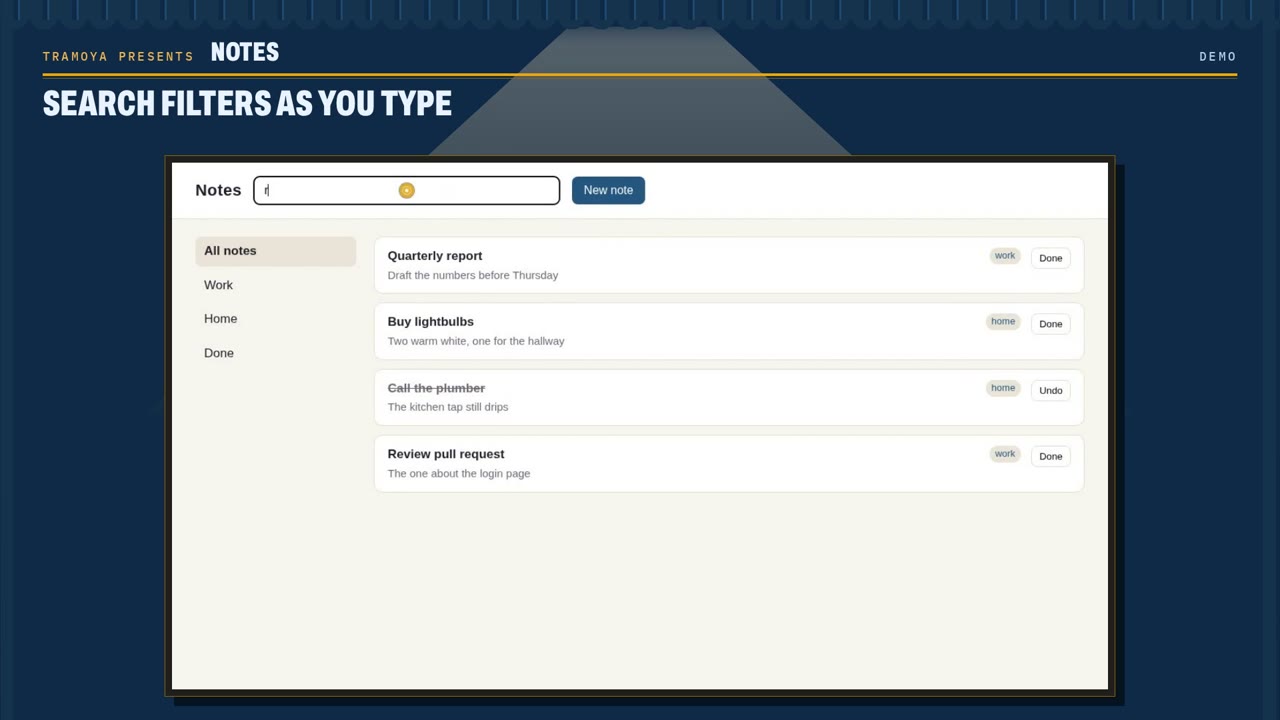 TRAMOYA PRESENTS NOTES
DEMO
SEARCH FILTERS AS YOU TYPE
Notes
r
New note
All notes
Work
Home
Done
Quarterly report
Draft the numbers before Thursday
work
Done
Buy lightbulbs
Two warm white, one for the hallway
home
Done
Call the plumber
The kitchen tap still drips
home
Undo
Review pull request
The one about the login page
work
Done